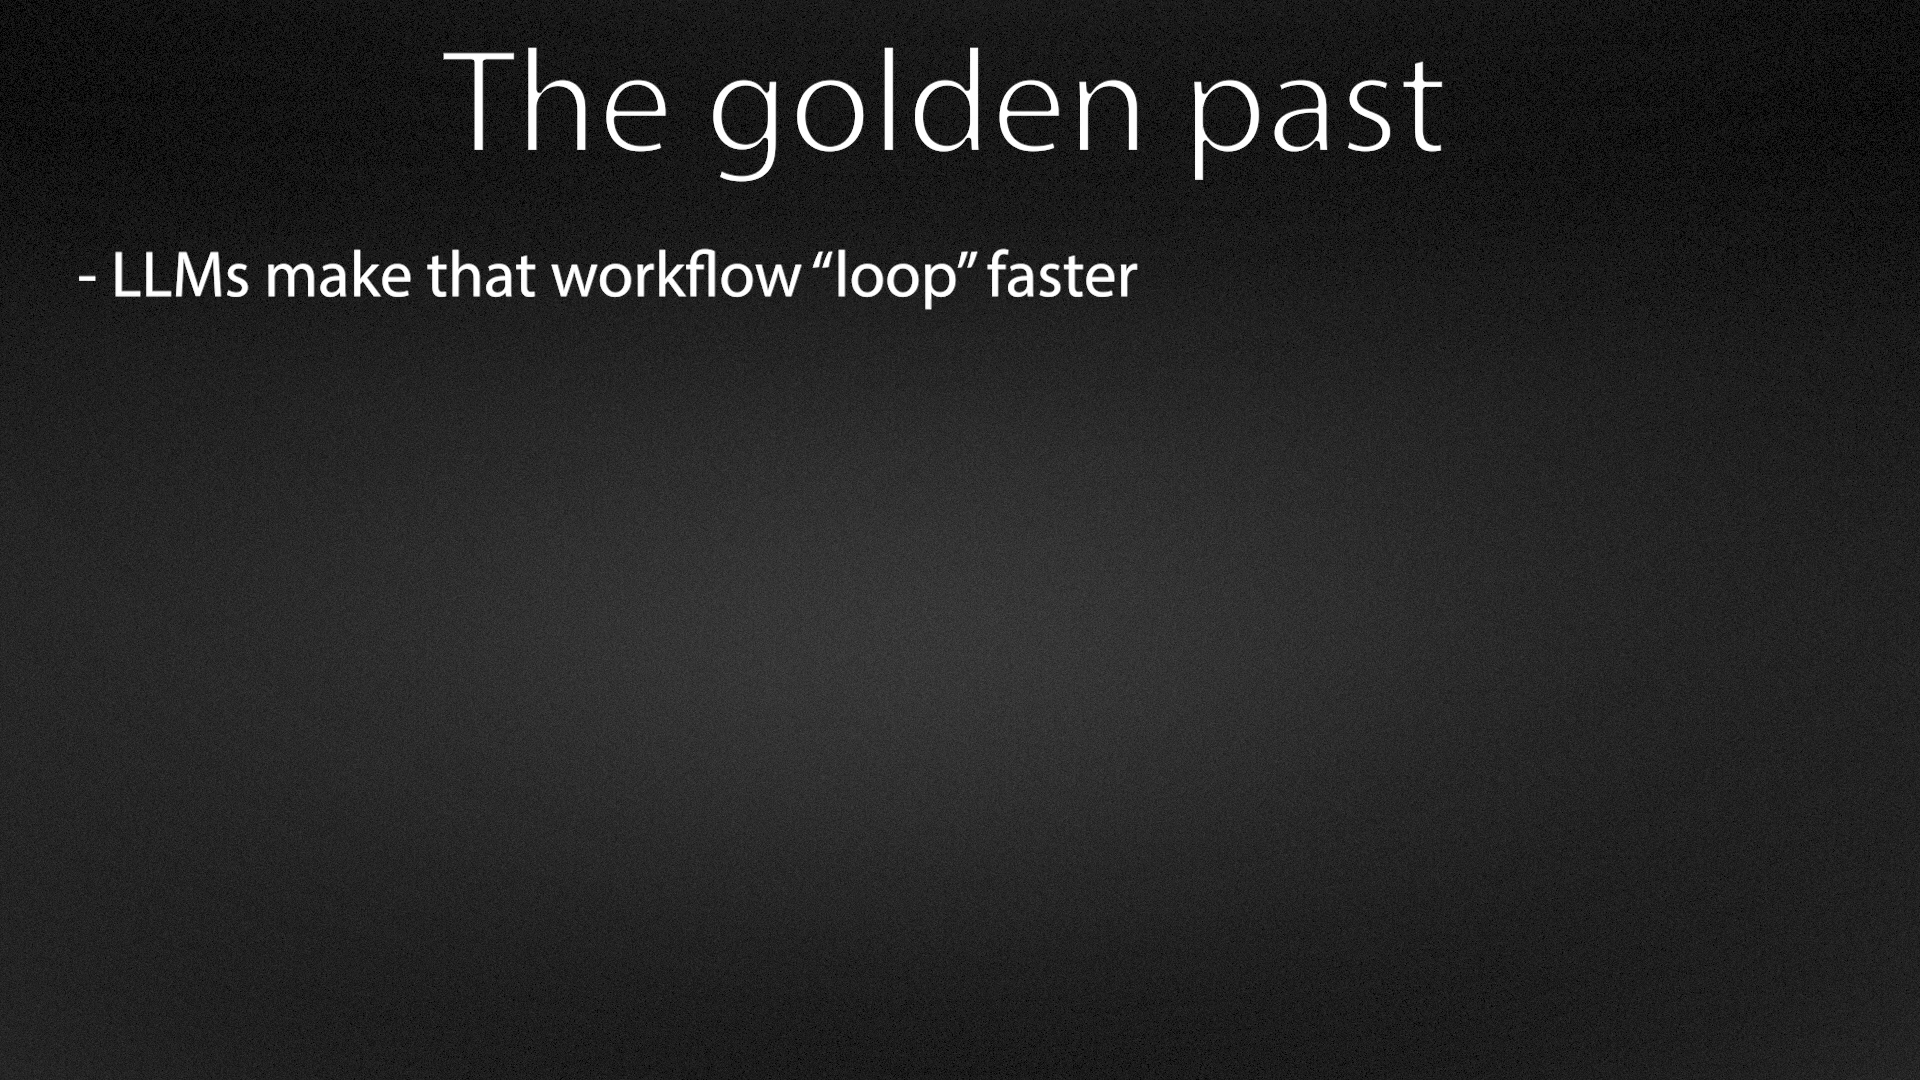 The golden past
- LLMs make that workflow “loop” faster